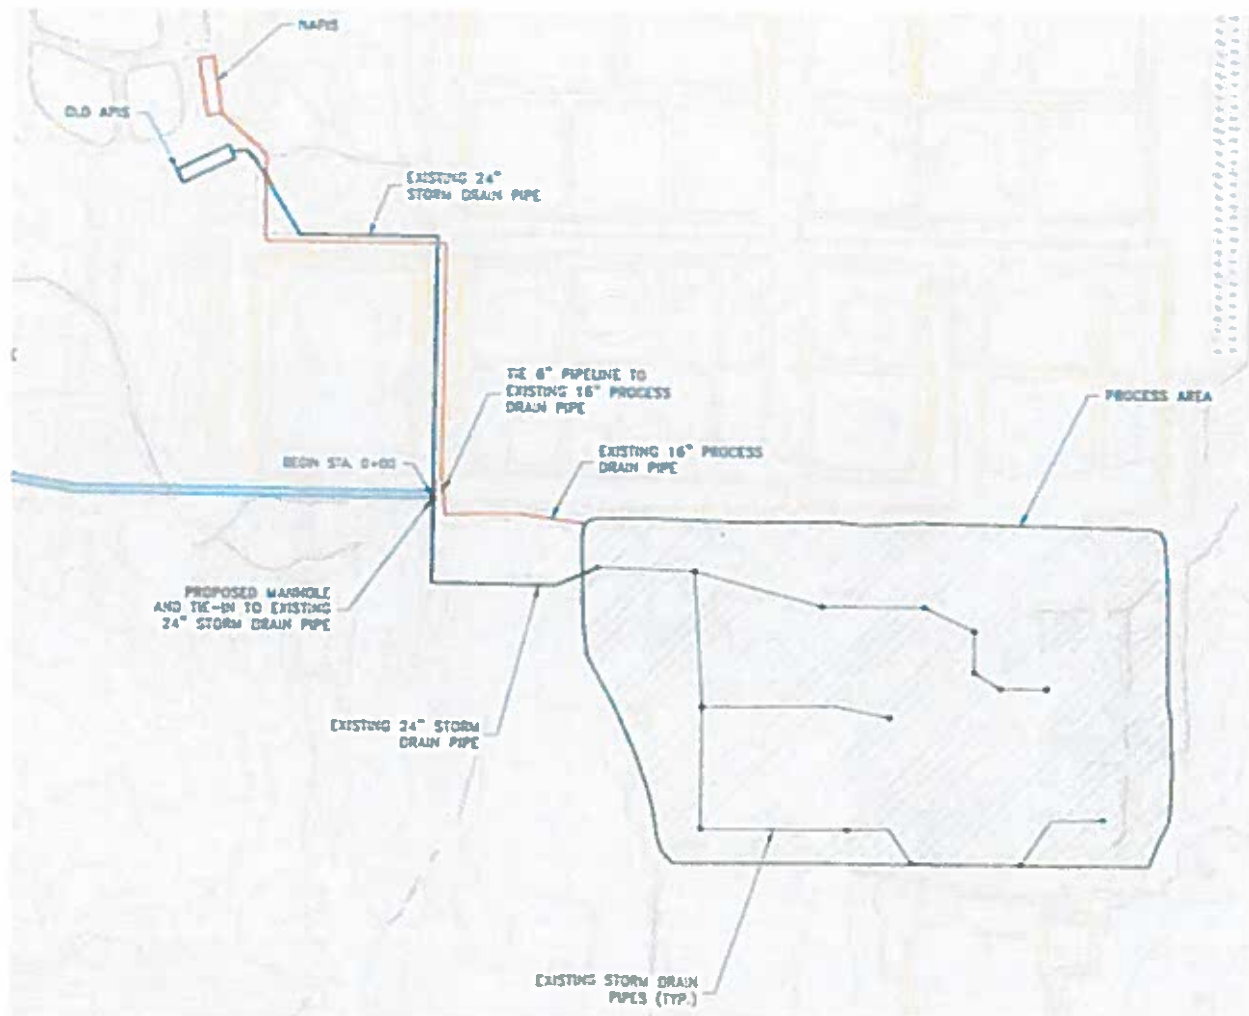 NAPIS
OLD APIS
EXISTING 24"
STORM DRAIN PIPE
TIE 6" PIPELINE TO
EXISTING 16" PROCESS
DRAIN PIPE
PROCESS AREA
EXISTING 16" PROCESS
DRAIN PIPE
BEGIN STA. 0+00
PROPOSED MANHOLE
AND TIE-IN TO EXISTING
24" STORM DRAIN PIPE
EXISTING 24" STORM
DRAIN PIPE
EXISTING STORM DRAIN
PIPES (TYP.)